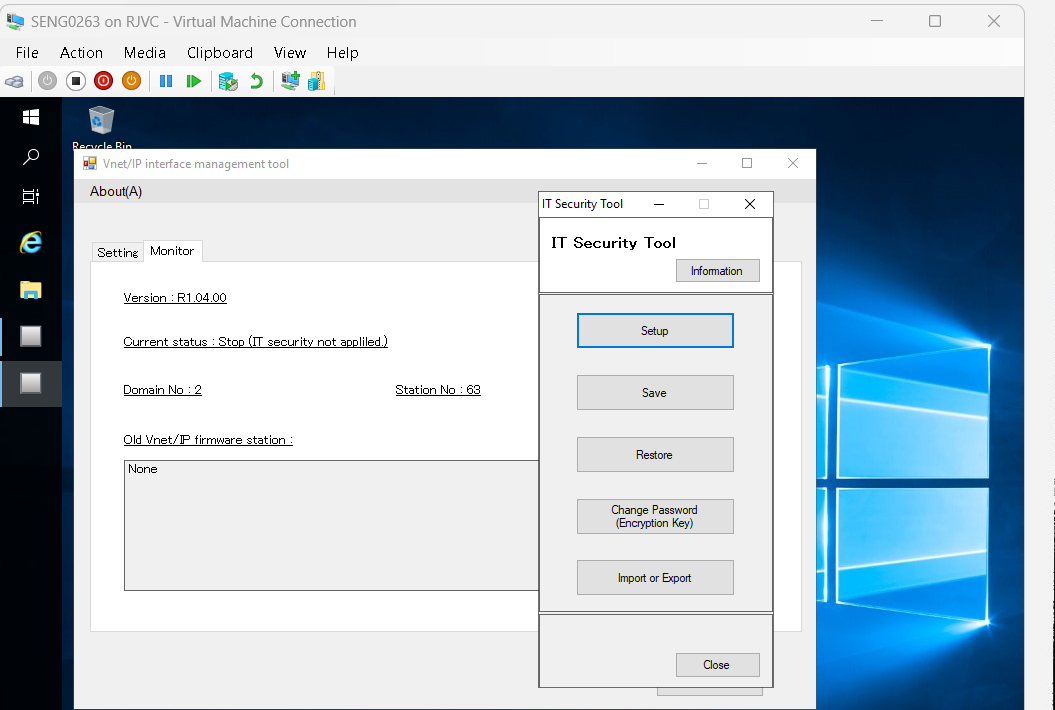 SENG0263 on RJVC - Virtual Machine Connection
File Action Media Clipboard View Help
Recycle Bin
Vnet/IP interface management tool
About(A)
Setting Monitor
Version : R1.04.00
Current status : Stop (IT security not appliled.)
Domain No : 2 Station No : 63
Old Vnet/IP firmware station :
None
IT Security Tool
IT Security Tool
Information
Setup
Save
Restore
Change Password
(Encryption Key)
Import or Export
Close